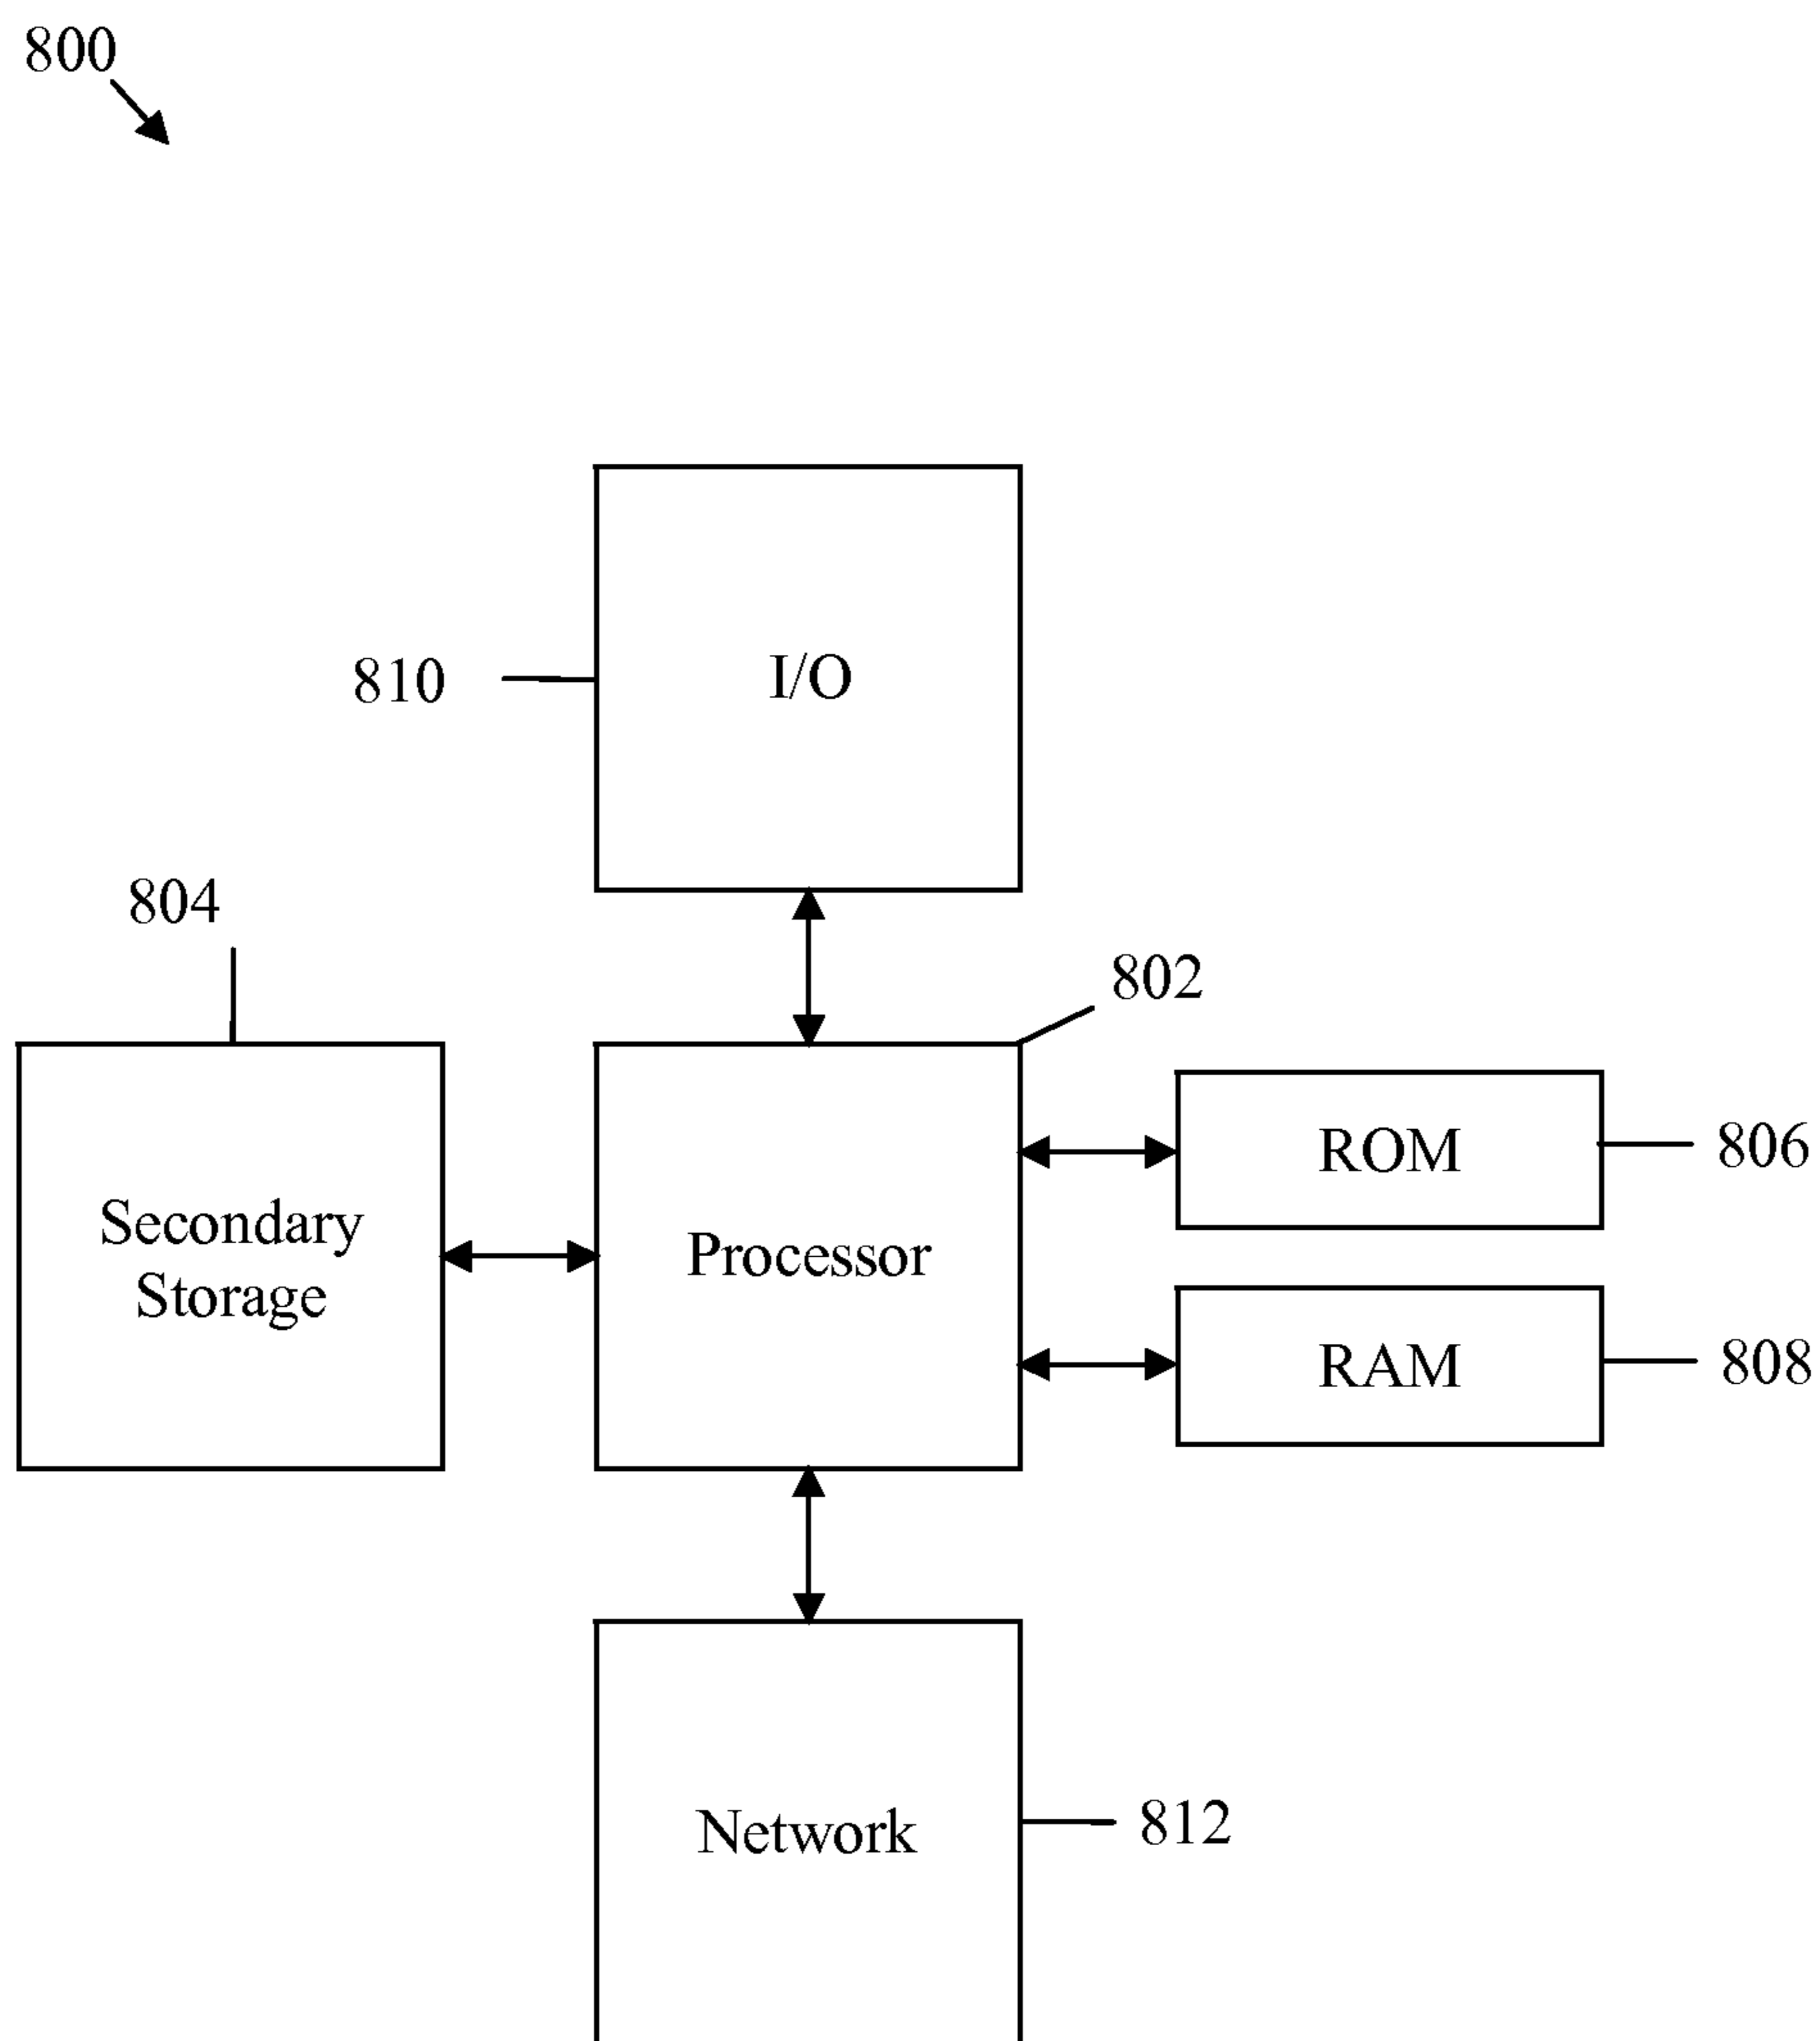 800
I/O
810
804
802
ROM
806
Secondary
Storage
Processor
RAM
808
Network
812